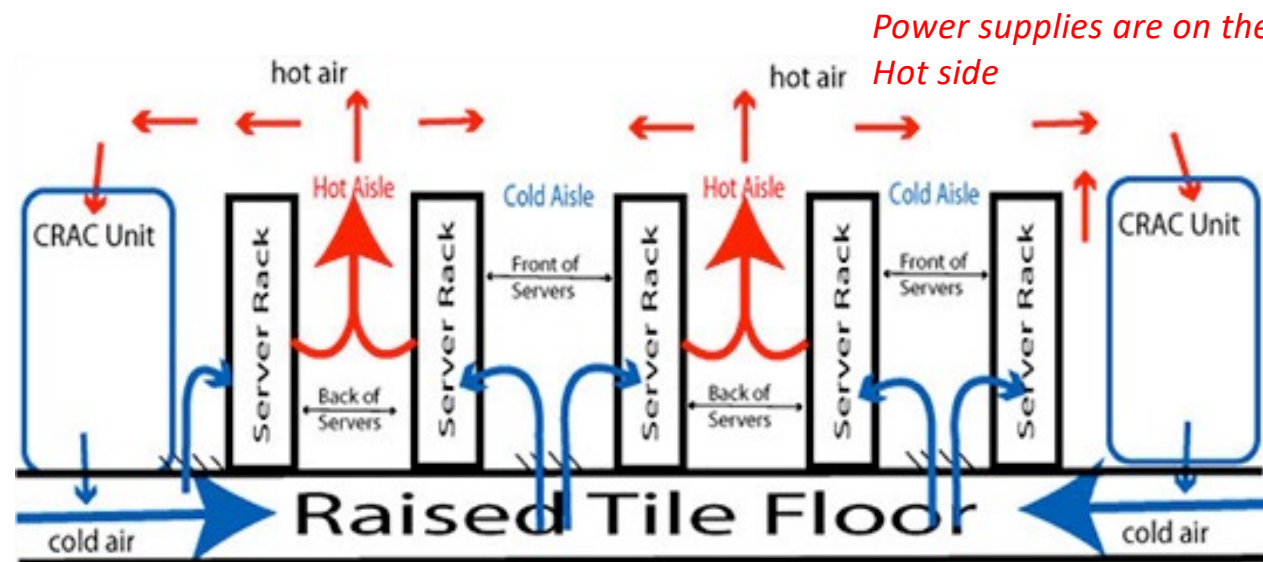 Power supplies are on the
Hot side
hot air
hot air
Hot Aisle
Cold Aisle
Hot Aisle
Cold Aisle
CRAC Unit
Server Rack
Server Rack
Server Rack
Server Rack
Server Rack
CRAC Unit
Front of
Servers
Front of
Servers
Back of
Servers
Back of
Servers
Raised Tile Floor
cold air
cold air